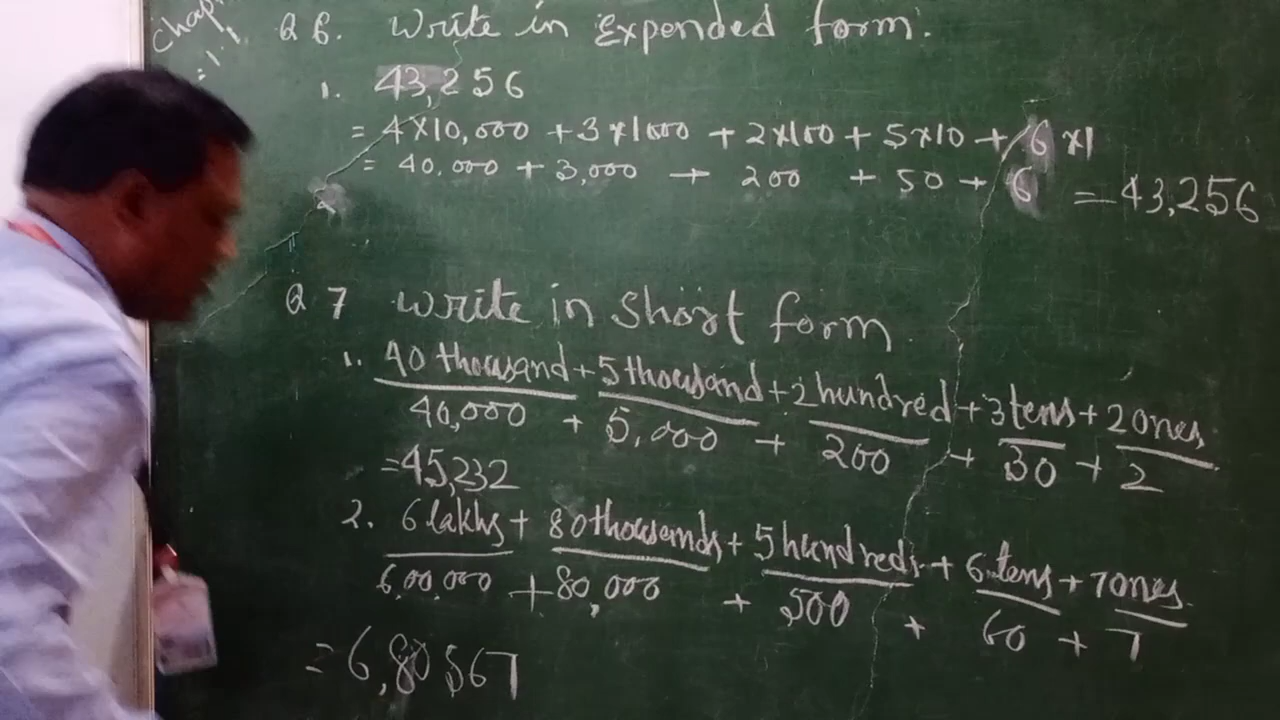 Chap
:1:
Q 6. Write in Expended form.
1. 43,256
= 4×10,000 + 3×1000 + 2×100 + 5×10 + 6×1
= 40,000 + 3,000 + 200 + 50 + 6 = 43,256
Q 7 Write in Short form.
1. 40 thousand + 5 thousand + 2 hundred + 3 tens + 2 ones.
40,000 + 5,000 + 200 + 30 + 2
= 45,232
2. 6 lakhs + 80 thousands + 5 hundreds + 6 tens + 7 ones.
6,00,000 + 80,000 + 500 + 60 + 7
= 6,80 567